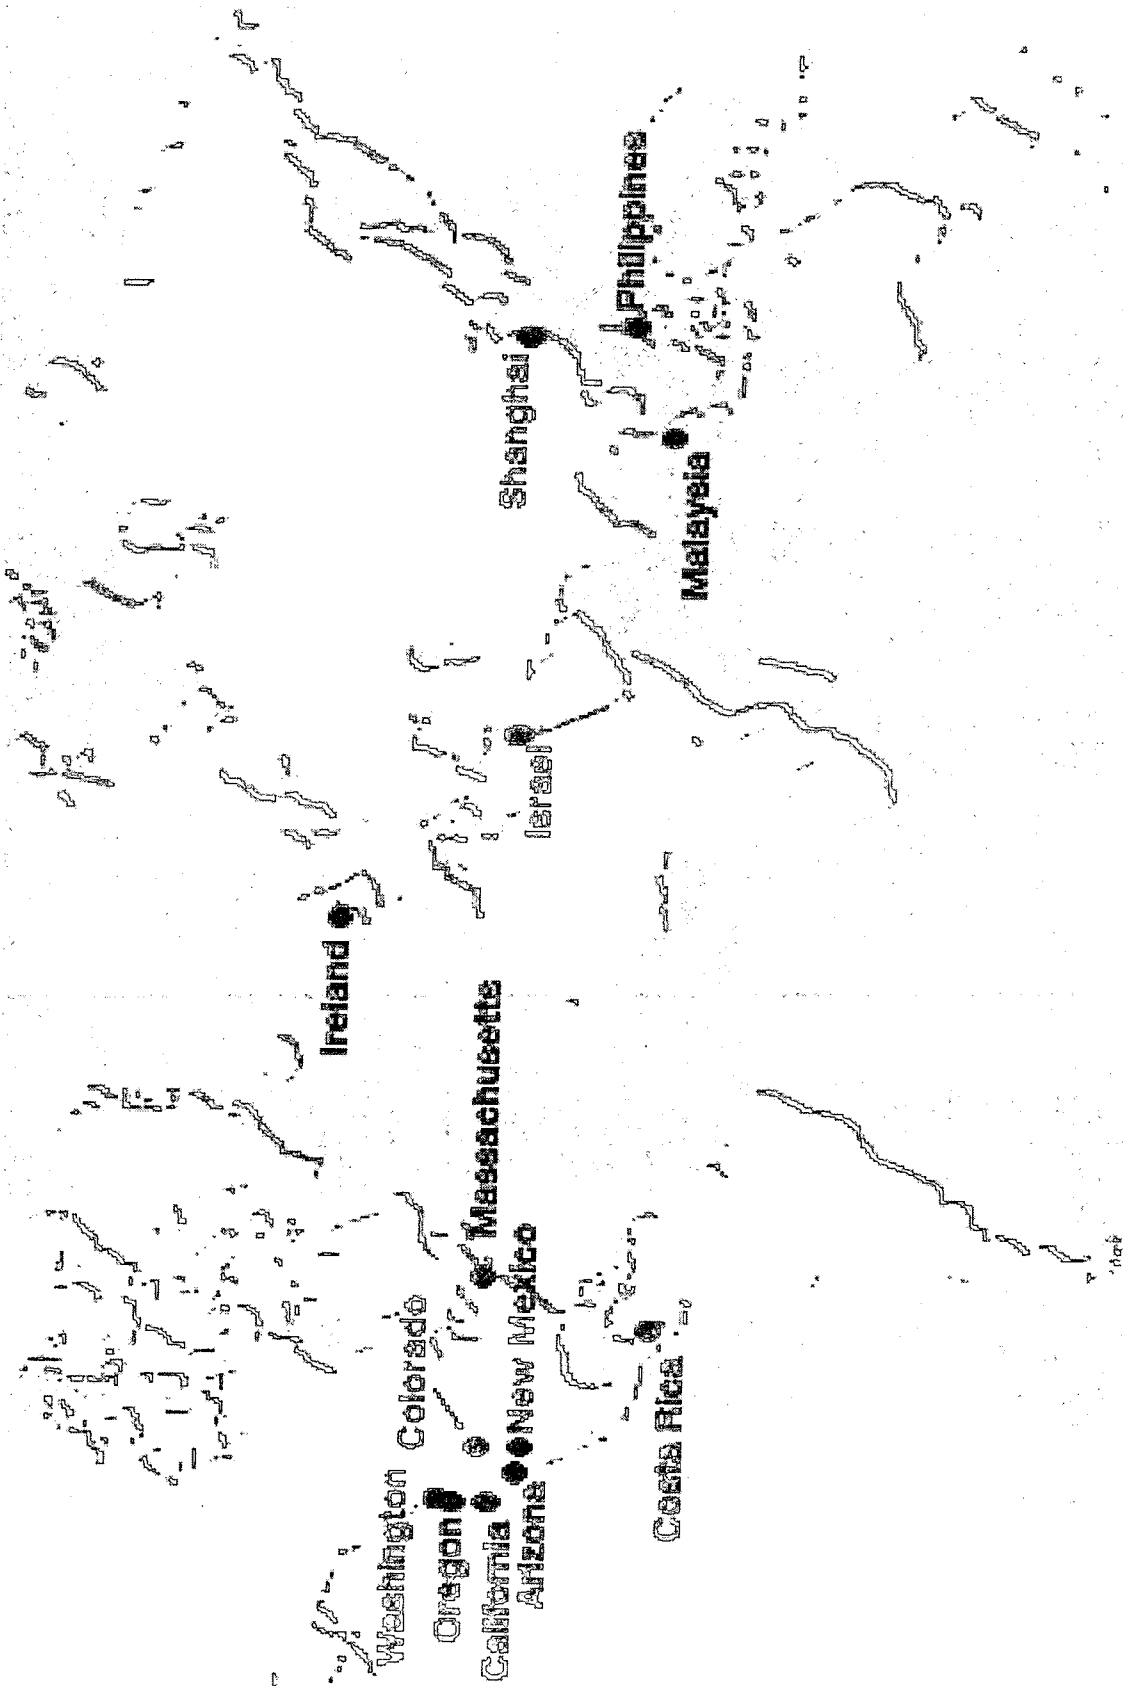 Washington
Oregon
California
Arizona
Colorado
New Mexico
Massachusetts
Costa Rica
Ireland
Israel
Shanghai
Malaysia
Philippines